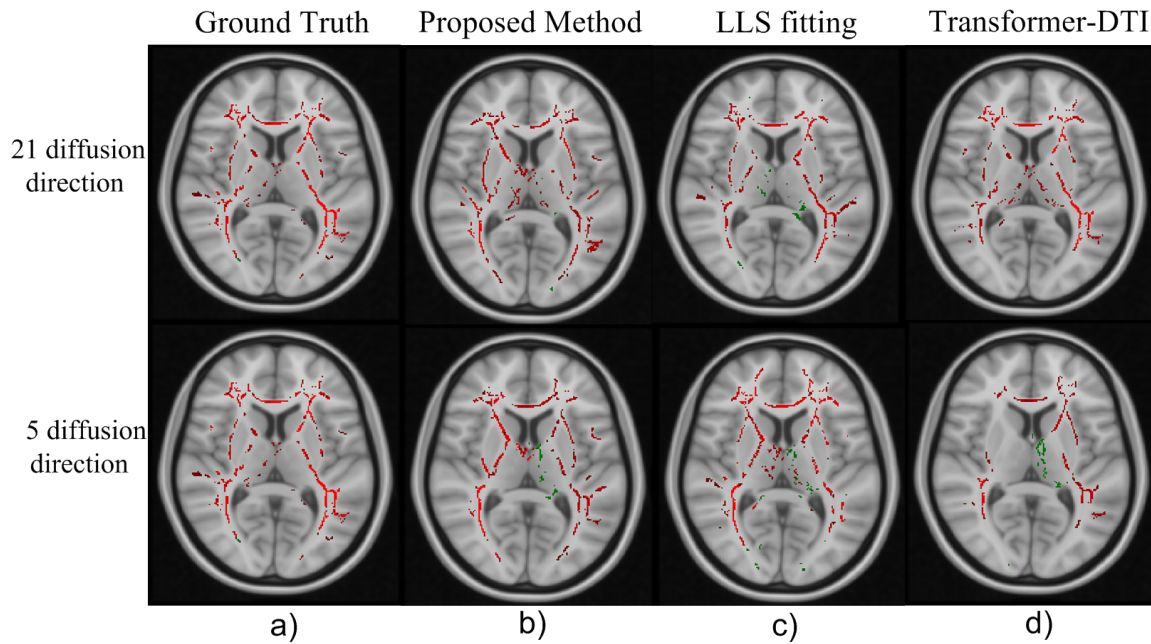 Ground Truth
Proposed Method
LLS fitting
Transformer-DTI
21 diffusion
direction
5 diffusion
direction
a)
b)
c)
d)